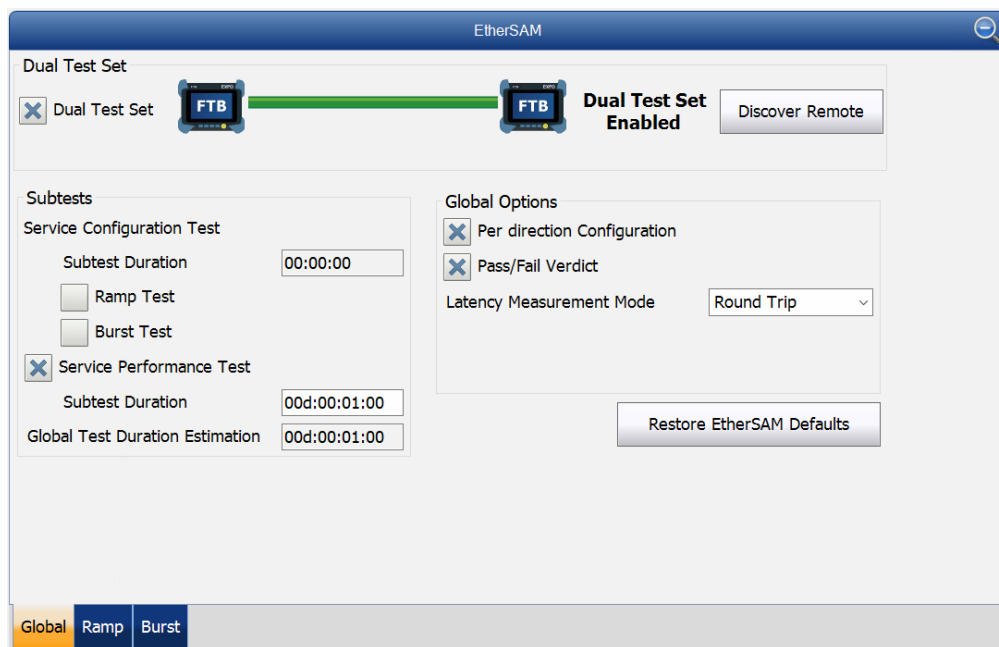 EtherSAM
Dual Test Set
Dual Test Set
FTB
EXFO
FTB
EXFO
Dual Test Set
Enabled
Discover Remote
Subtests
Service Configuration Test
Subtest Duration
00:00:00
Ramp Test
Burst Test
Service Performance Test
Subtest Duration
00d:00:01:00
Global Test Duration Estimation
00d:00:01:00
Global Options
Per direction Configuration
Pass/Fail Verdict
Latency Measurement Mode
Round Trip
Restore EtherSAM Defaults
Global
Ramp
Burst